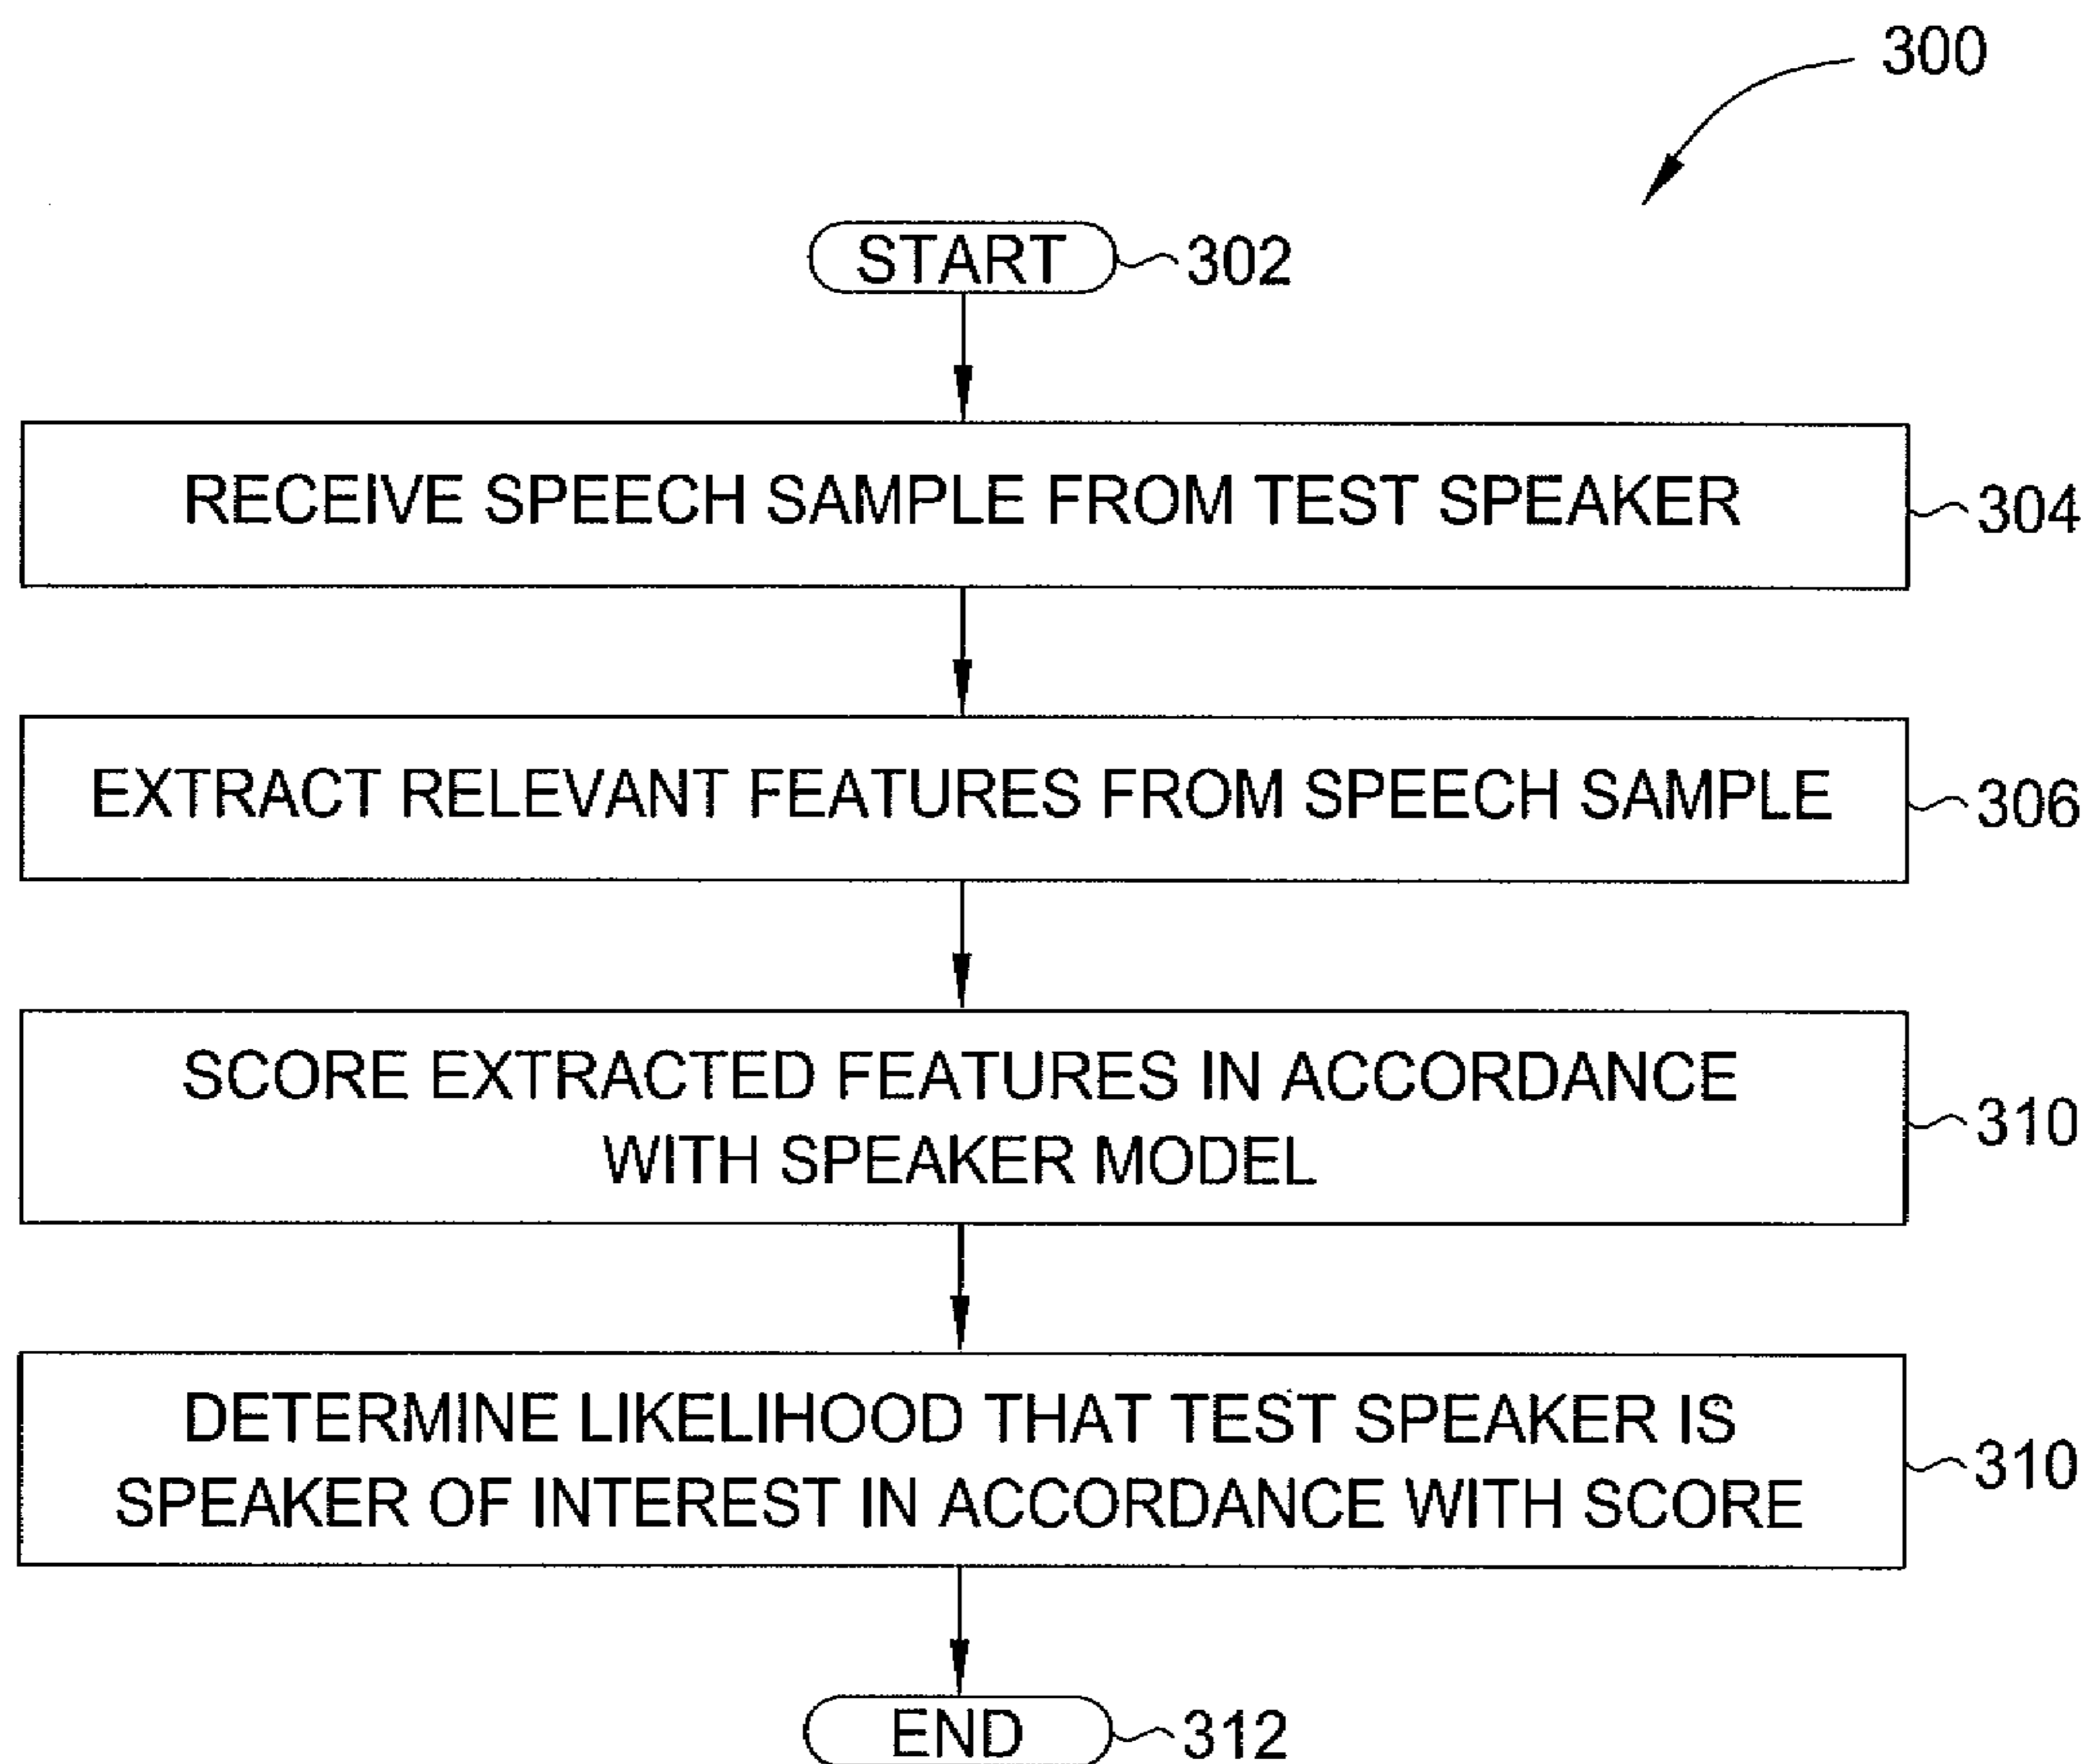 300
START 302
RECEIVE SPEECH SAMPLE FROM TEST SPEAKER 304
EXTRACT RELEVANT FEATURES FROM SPEECH SAMPLE 306
SCORE EXTRACTED FEATURES IN ACCORDANCE
WITH SPEAKER MODEL
310
DETERMINE LIKELIHOOD THAT TEST SPEAKER IS
SPEAKER OF INTEREST IN ACCORDANCE WITH SCORE
310
END 312